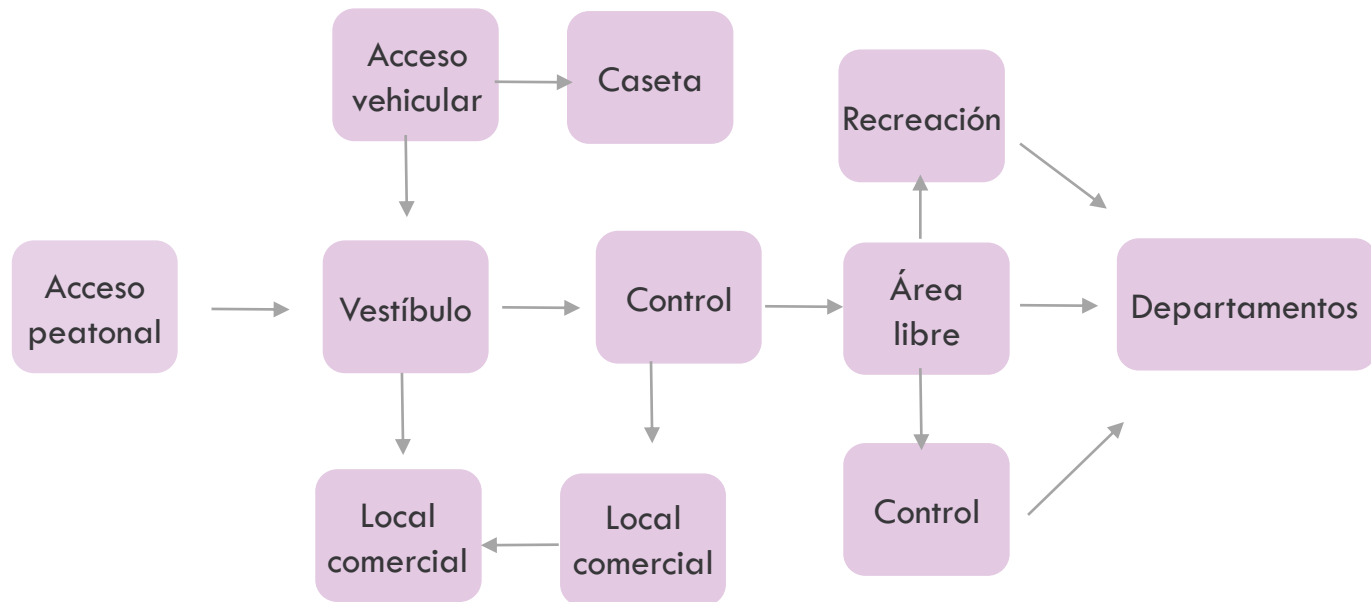 Acceso
vehicular
Caseta
Recreación
Acceso
peatonal
Vestíbulo
Control
Área
libre
Departamentos
Local
comercial
Local
comercial
Control